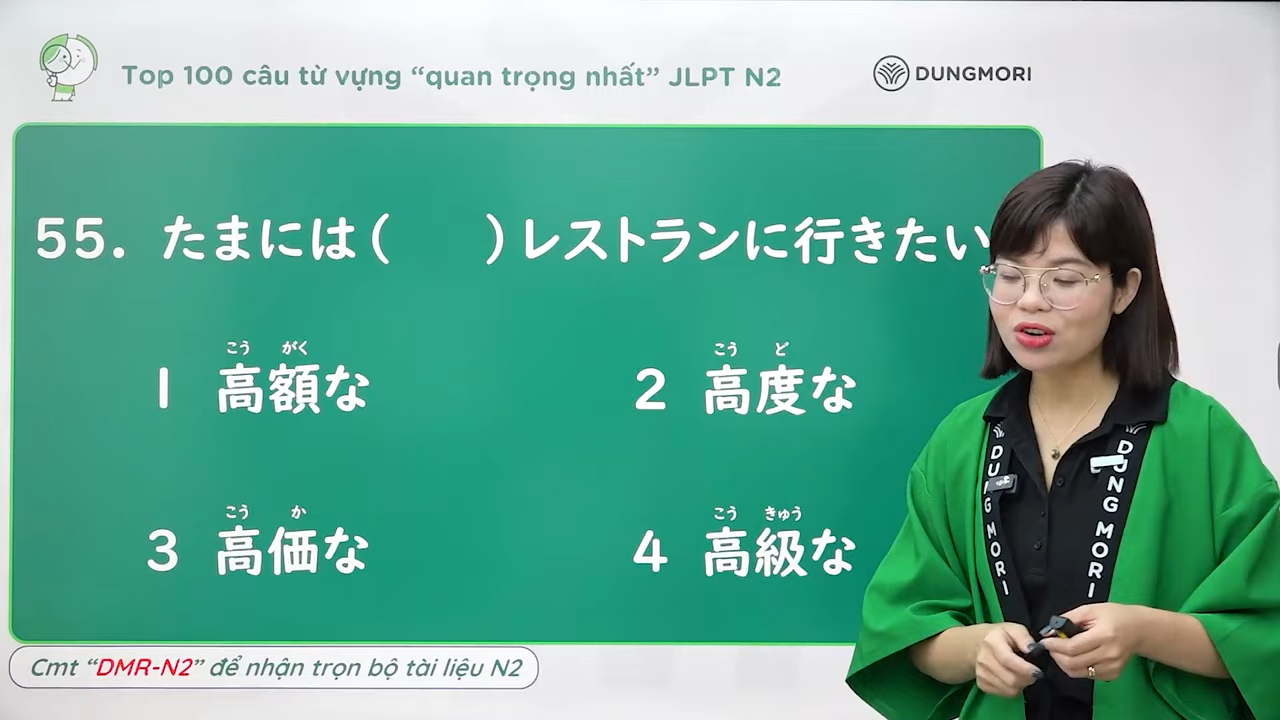 Top 100 câu từ vựng “quan trọng nhất” JLPT N2
DUNGMORI
55. たまには（　　）レストランに行きたい
こう がく
1 高額な
こう ど
2 高度な
こう か
3 高価な
こう きゅう
4 高級な
DUNG MORI
DUNG MORI
Cmt “DMR-N2” để nhận trọn bộ tài liệu N2